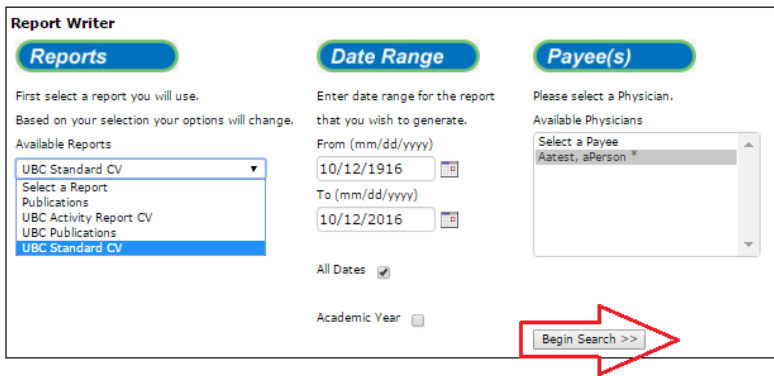 Report Writer
Reports
First select a report you will use.
Based on your selection your options will change.
Available Reports
UBC Standard CV
Select a Report
Publications
UBC Activity Report CV
UBC Publications
UBC Standard CV
Date Range
Enter date range for the report
that you wish to generate.
From (mm/dd/yyyy)
10/12/1916
To (mm/dd/yyyy)
10/12/2016
All Dates
Academic Year
Payee(s)
Please select a Physician.
Available Physicians
Select a Payee
Aatest, aPerson *
Begin Search >>